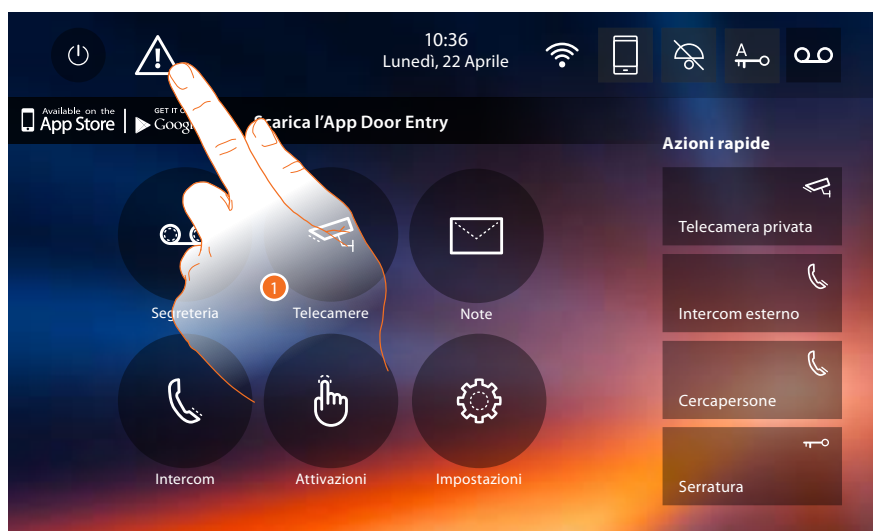 10:36
Lunedì, 22 Aprile
A
Available on the
App Store
GET IT
Scarica l'App Door Entry
Azioni rapide
Telecamera privata
Segreteria
Telecamere
Note
1
Intercom esterno
Cercapersone
Intercom
Attivazioni
Impostazioni
Serratura